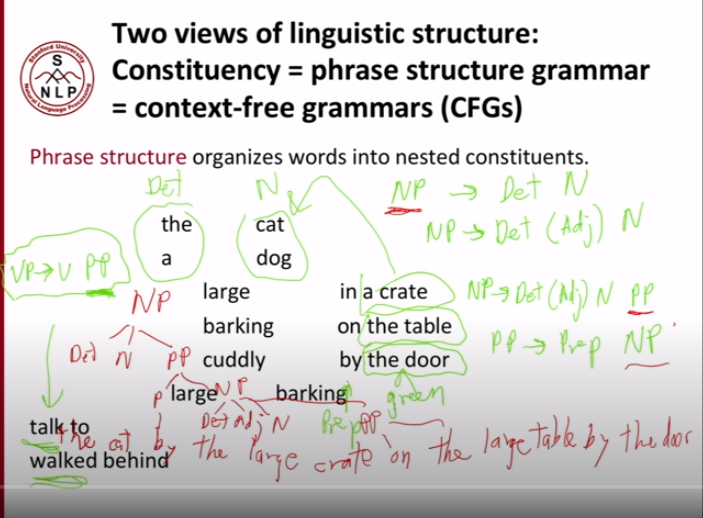 Stanford University
S
NLP
Natural Language Processing
Two views of linguistic structure:
Constituency = phrase structure grammar
= context-free grammars (CFGs)
Phrase structure organizes words into nested constituents.
Det N NP → Det N
the cat NP → Det (Adj) N
a dog
VP → V PP
large in a crate NP → Det (Adj) N PP
NP
barking on the table PP → Prep NP
Det N PP cuddly by the door
P NP large barking green
Det adj N Prep PP
talk to
the cat by the large crate on the large table by the door
walked behind